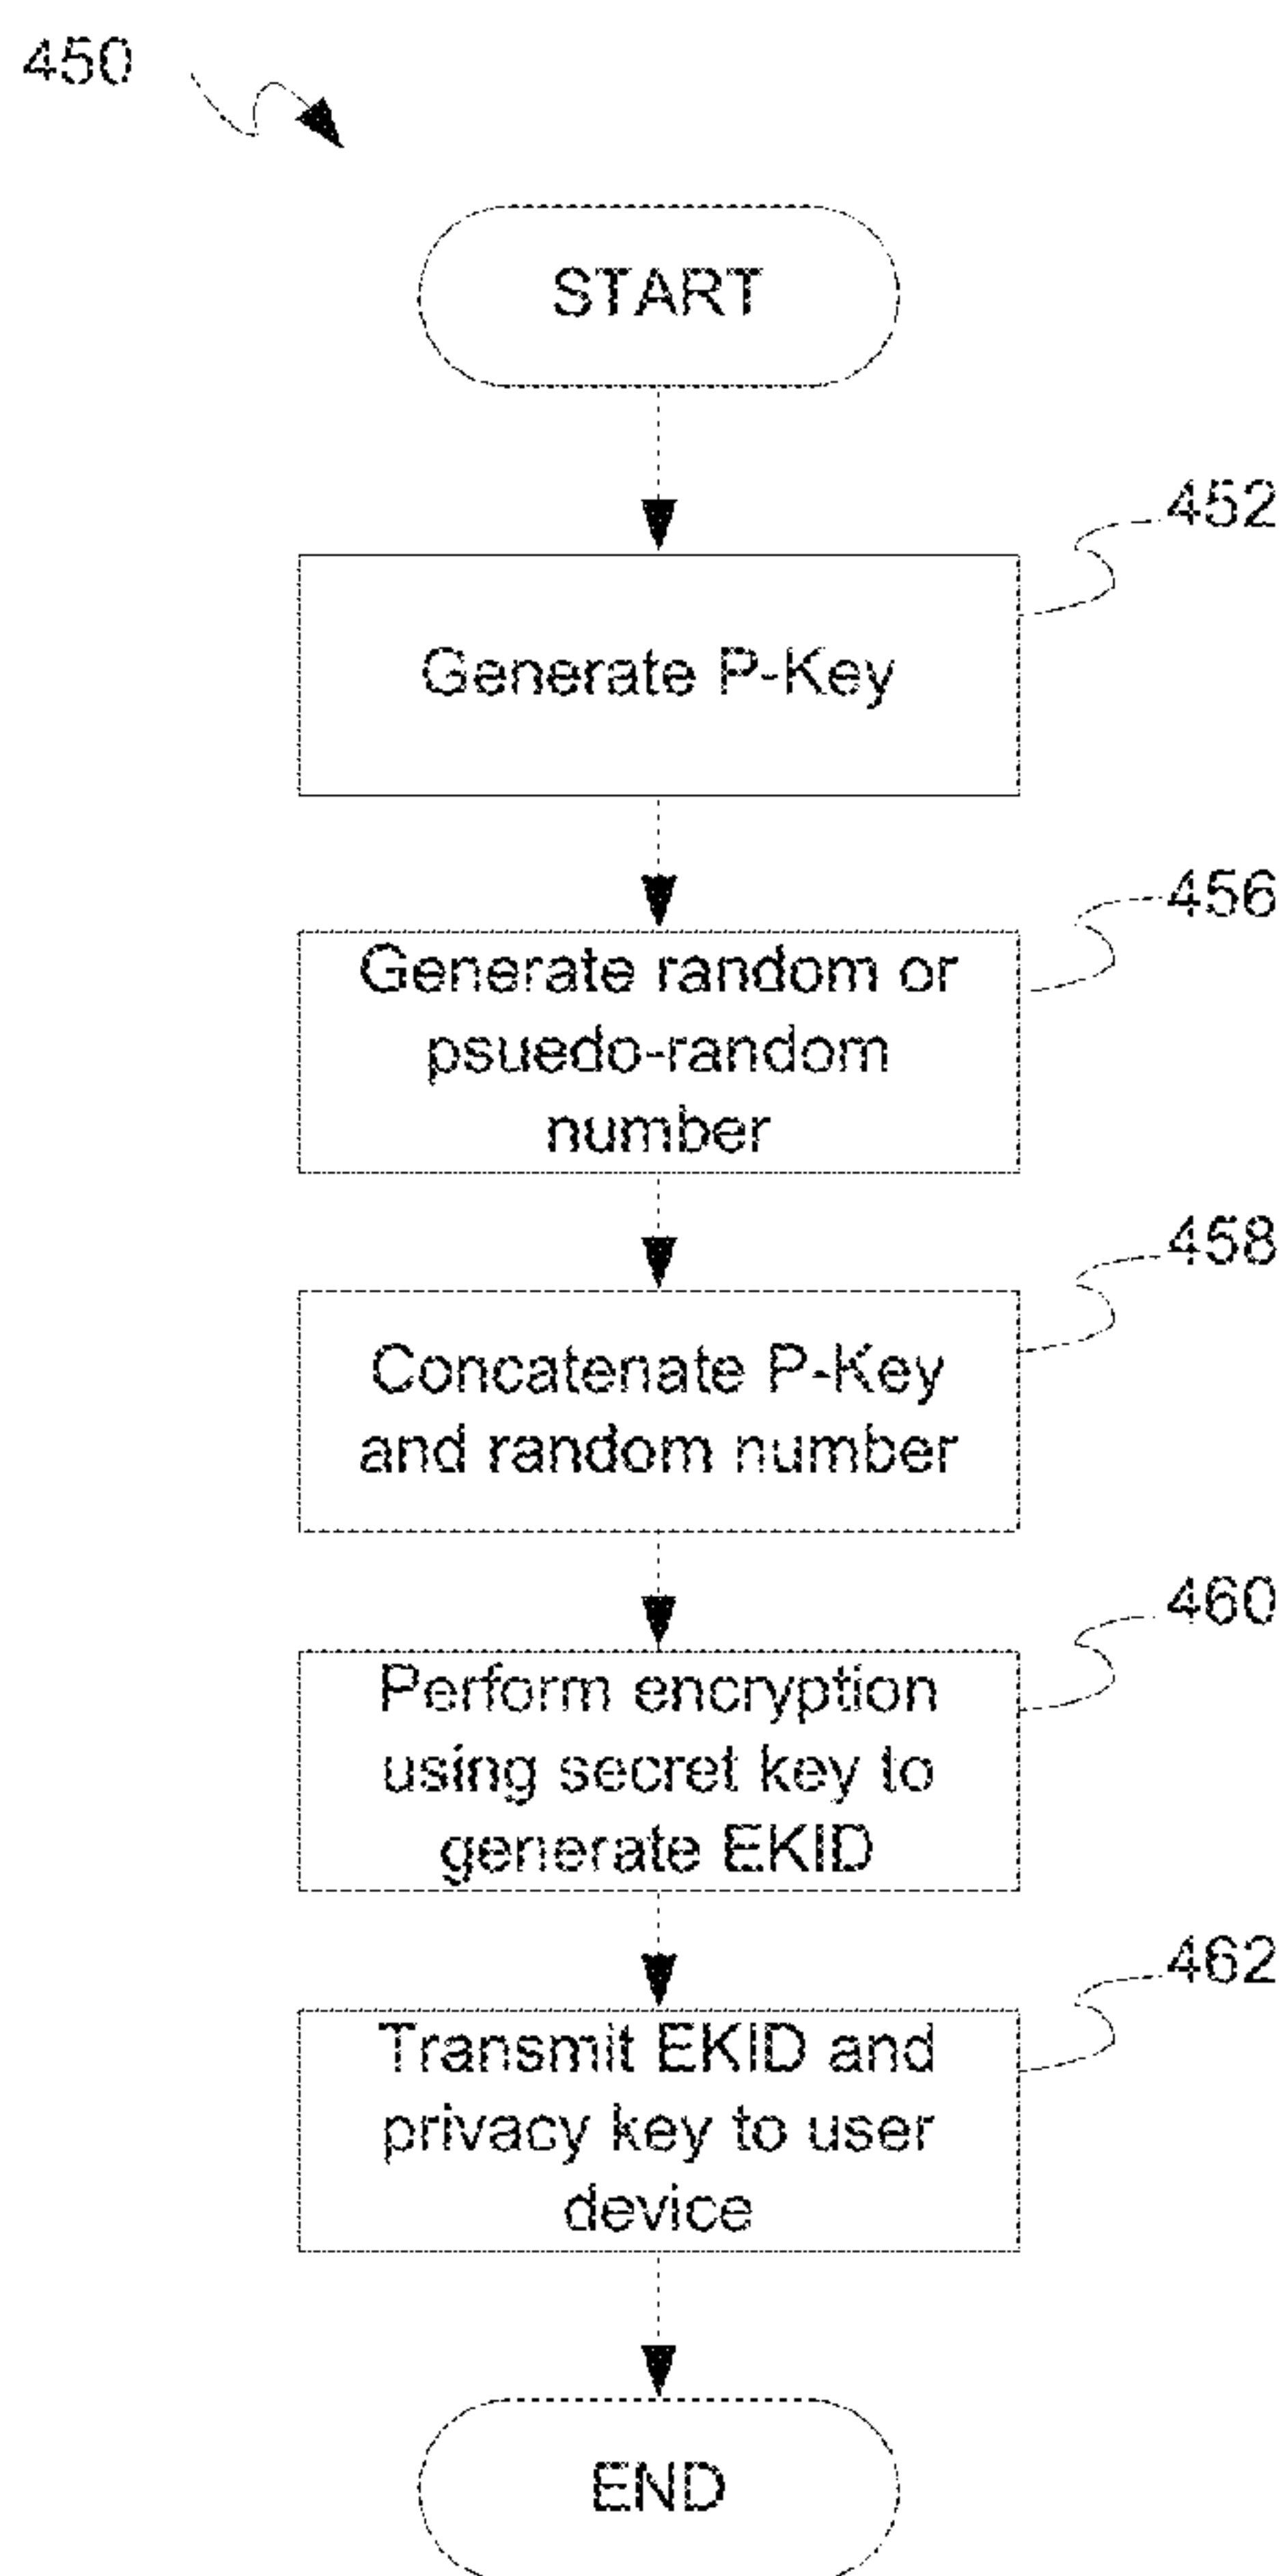 450
START
452
Generate P-Key
456
Generate random or
psuedo-random
number
458
Concatenate P-Key
and random number
460
Perform encryption
using secret key to
generate EKID
462
Transmit EKID and
privacy key to user
device
END